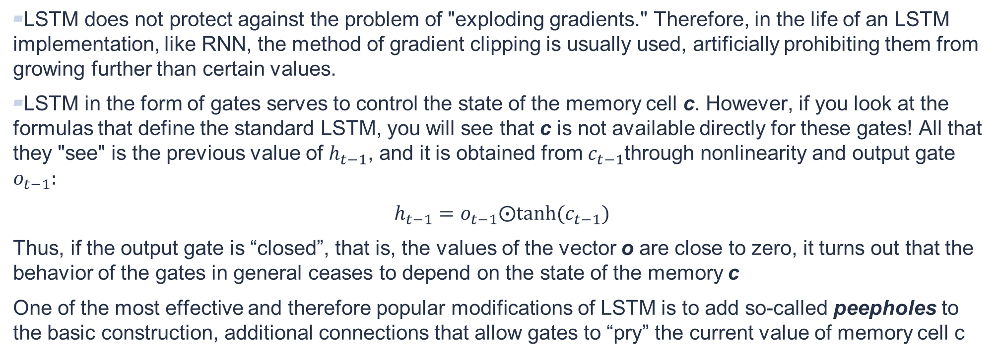 ▰LSTM does not protect against the problem of "exploding gradients." Therefore, in the life of an LSTM
implementation, like RNN, the method of gradient clipping is usually used, artificially prohibiting them from
growing further than certain values.
▰LSTM in the form of gates serves to control the state of the memory cell c. However, if you look at the
formulas that define the standard LSTM, you will see that c is not available directly for these gates! All that
they "see" is the previous value of ℎ𝑡−1, and it is obtained from 𝑐𝑡−1through nonlinearity and output gate
𝑜𝑡−1:
ℎ𝑡−1 = 𝑜𝑡−1⊙tanh(𝑐𝑡−1)
Thus, if the output gate is “closed”, that is, the values of the vector o are close to zero, it turns out that the
behavior of the gates in general ceases to depend on the state of the memory c
One of the most effective and therefore popular modifications of LSTM is to add so-called peepholes to
the basic construction, additional connections that allow gates to “pry” the current value of memory cell c